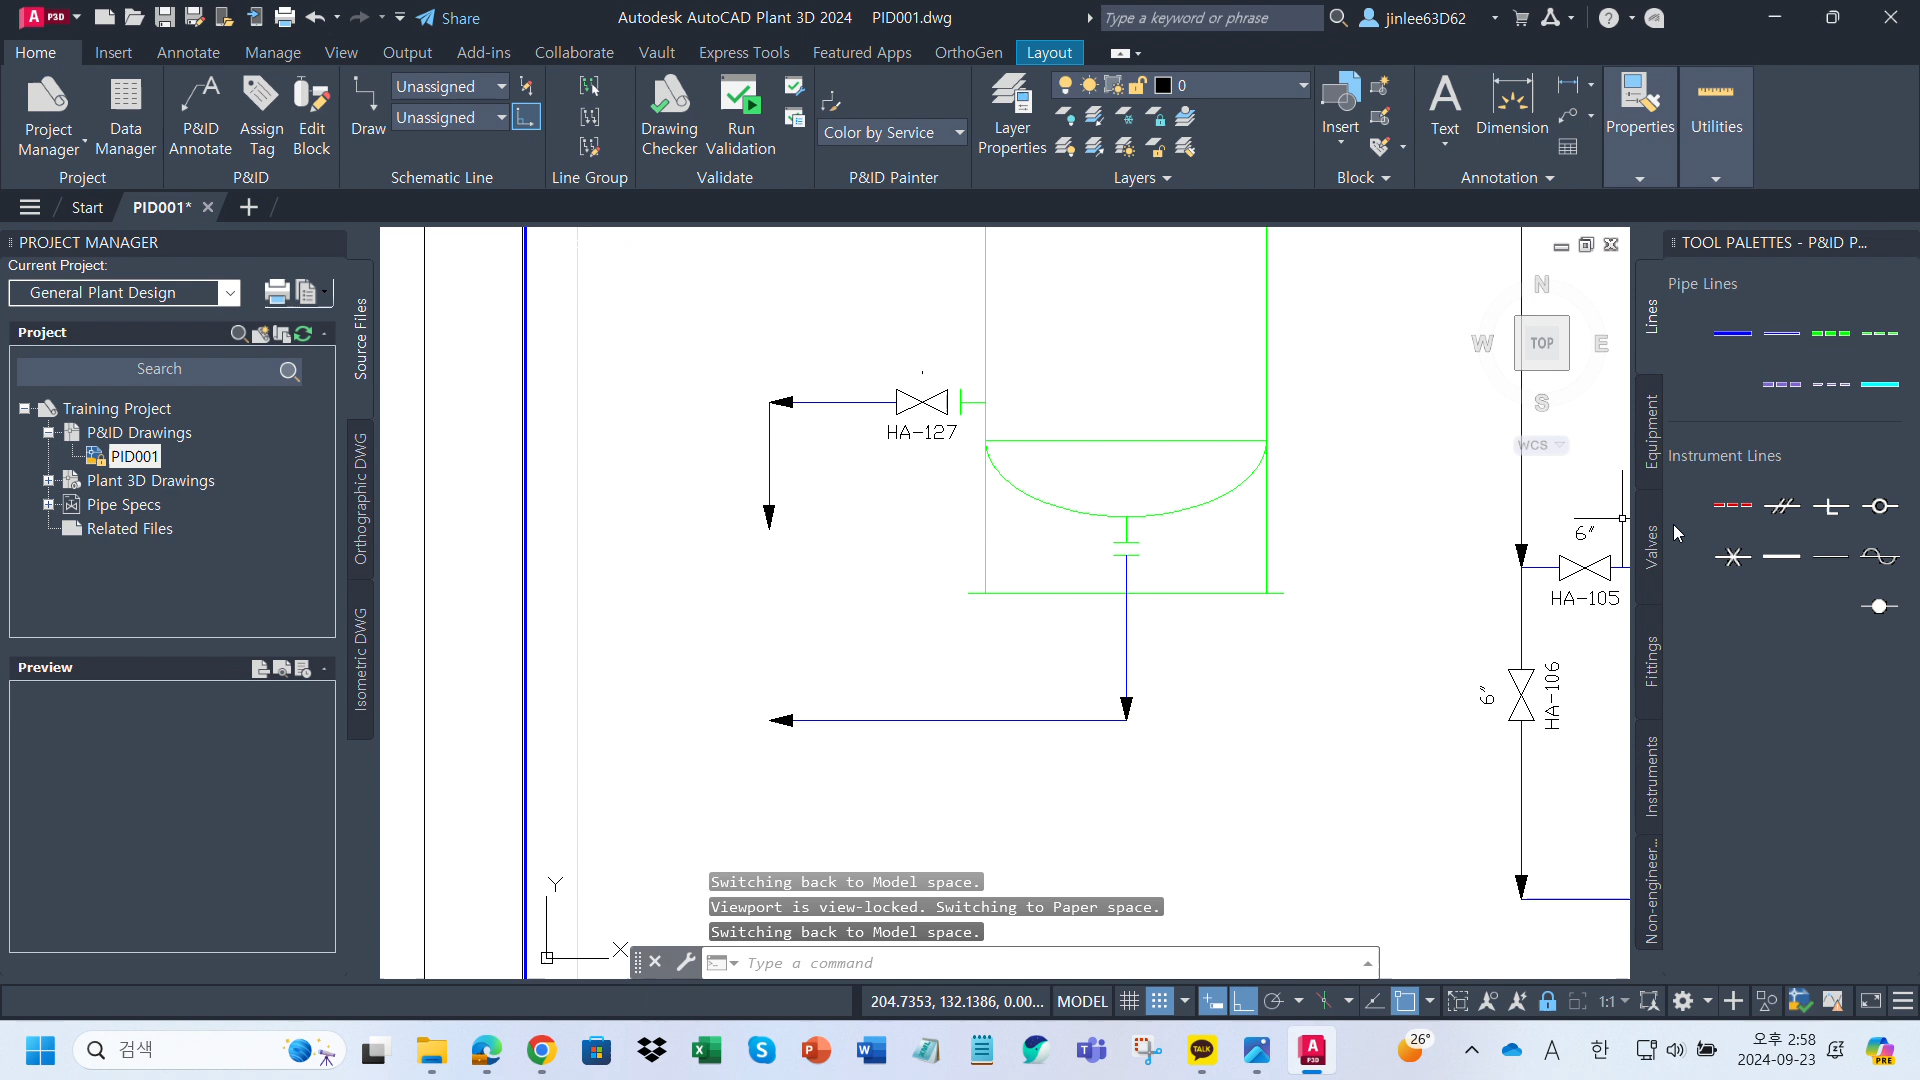 P3D
Share
Autodesk AutoCAD Plant 3D 2024 PID001.dwg
Type a keyword or phrase
jinlee63D62
Home Insert Annotate Manage View Output Add-ins Collaborate Vault Express Tools Featured Apps OrthoGen Layout
Project Manager
Data Manager
Project
P&ID Annotate
Assign Tag
Edit Block
P&ID
Draw
Unassigned
Unassigned
Schematic Line
Line Group
Drawing Checker
Run Validation
Validate
Color by Service
P&ID Painter
Layer Properties
0
Layers
Insert
Block
Text
Dimension
Annotation
Properties
Utilities
Start
PID001*
PROJECT MANAGER
Current Project:
General Plant Design
Project
Search
Training Project
P&ID Drawings
PID001
Plant 3D Drawings
Pipe Specs
Related Files
Preview
Source Files
Orthographic DWG
Isometric DWG
HA-127
N
W TOP E
S
WCS
6"
HA-105
6"
HA-106
Y
X
Switching back to Model space.
Viewport is view-locked. Switching to Paper space.
Switching back to Model space.
Type a command
TOOL PALETTES - P&ID P...
Pipe Lines
Instrument Lines
Lines
Equipment
Valves
Fittings
Instruments
Non-engineer...
204.7353, 132.1386, 0.00...
MODEL
1:1
검색
TALK
P3D
26°
A
한
오후 2:58
2024-09-23
PRE